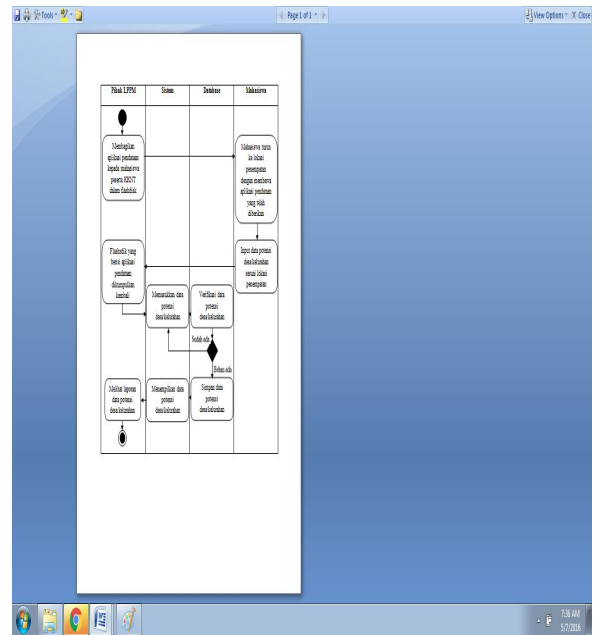 Tools
Page 1 of 1
View Options
X Close
Pihak LPPM
Sistem
Database
Mahasiswa
Membagikan
aplikasi pendataan
kepada mahasiswa
peserta KKNT
dalam flashdisk
Mahasiswa turun
ke lokasi
penempatan
dengan membawa
aplikasi pendataan
yang telah
diberikan
Input data potensi
desa/kelurahan
sesuai lokasi
penempatan
Flashdik yang
berisi aplikasi
pendataan
dikumpulkan
kembali
Memasukkan data
potensi
desa/kelurahan
Verifikasi data
potensi
desa/kelurahan
Sudah ada
Belum ada
Simpan data
potensi
desa/kelurahan
Menampilkan data
potensi
desa/kelurahan
Melihat laporan
data potensi
desa/kelurahan
7:36 AM
5/7/2016